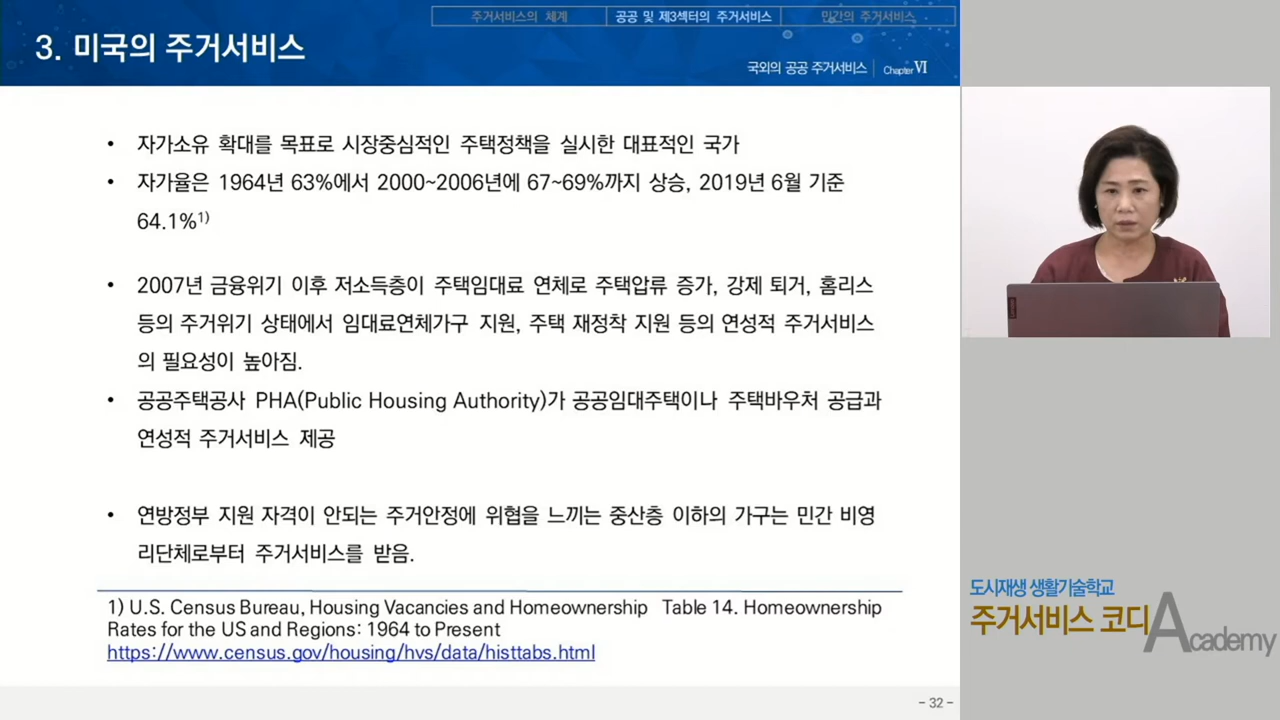 주거서비스의 체계
공공 및 제3섹터의 주거서비스
민간의 주거서비스
3. 미국의 주거서비스
국외의 공공 주거서비스 | Chapter Ⅵ
• 자가소유 확대를 목표로 시장중심적인 주택정책을 실시한 대표적인 국가
• 자가율은 1964년 63%에서 2000~2006년에 67~69%까지 상승, 2019년 6월 기준
64.1%1)
• 2007년 금융위기 이후 저소득층이 주택임대료 연체로 주택압류 증가, 강제 퇴거, 홈리스
등의 주거위기 상태에서 임대료연체가구 지원, 주택 재정착 지원 등의 연성적 주거서비스
의 필요성이 높아짐.
• 공공주택공사 PHA(Public Housing Authority)가 공공임대주택이나 주택바우처 공급과
연성적 주거서비스 제공
• 연방정부 지원 자격이 안되는 주거안정에 위협을 느끼는 중산층 이하의 가구는 민간 비영
리단체로부터 주거서비스를 받음.
1) U.S. Census Bureau, Housing Vacancies and Homeownership Table 14. Homeownership
Rates for the US and Regions: 1964 to Present
https://www.census.gov/housing/hvs/data/histtabs.html
- 32 -
도시재생 생활기술학교
주거서비스 코디 Academy